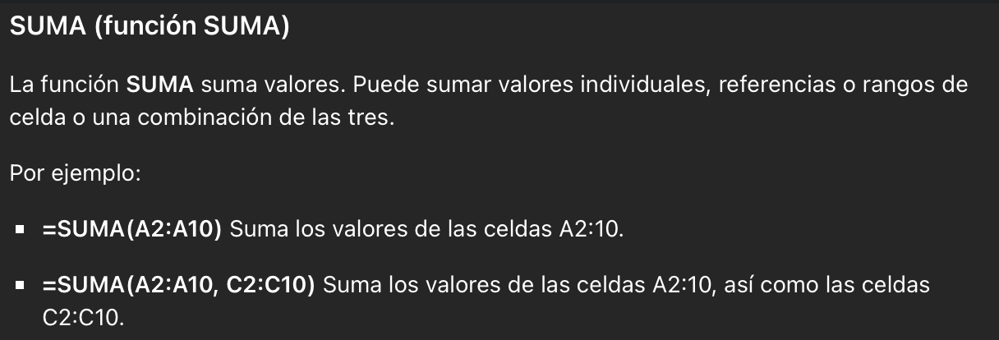 SUMA (función SUMA)
La función SUMA suma valores. Puede sumar valores individuales, referencias o rangos de
celda o una combinación de las tres.
Por ejemplo:
▪ =SUMA(A2:A10) Suma los valores de las celdas A2:10.
▪ =SUMA(A2:A10, C2:C10) Suma los valores de las celdas A2:10, así como las celdas
C2:C10.